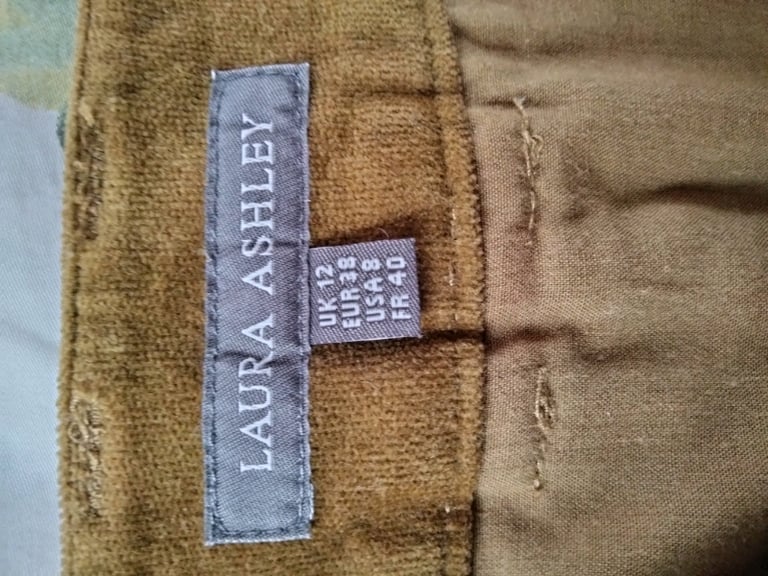 LAURA ASHLEY
UK 12
EUR 38
USA 8
FR 40